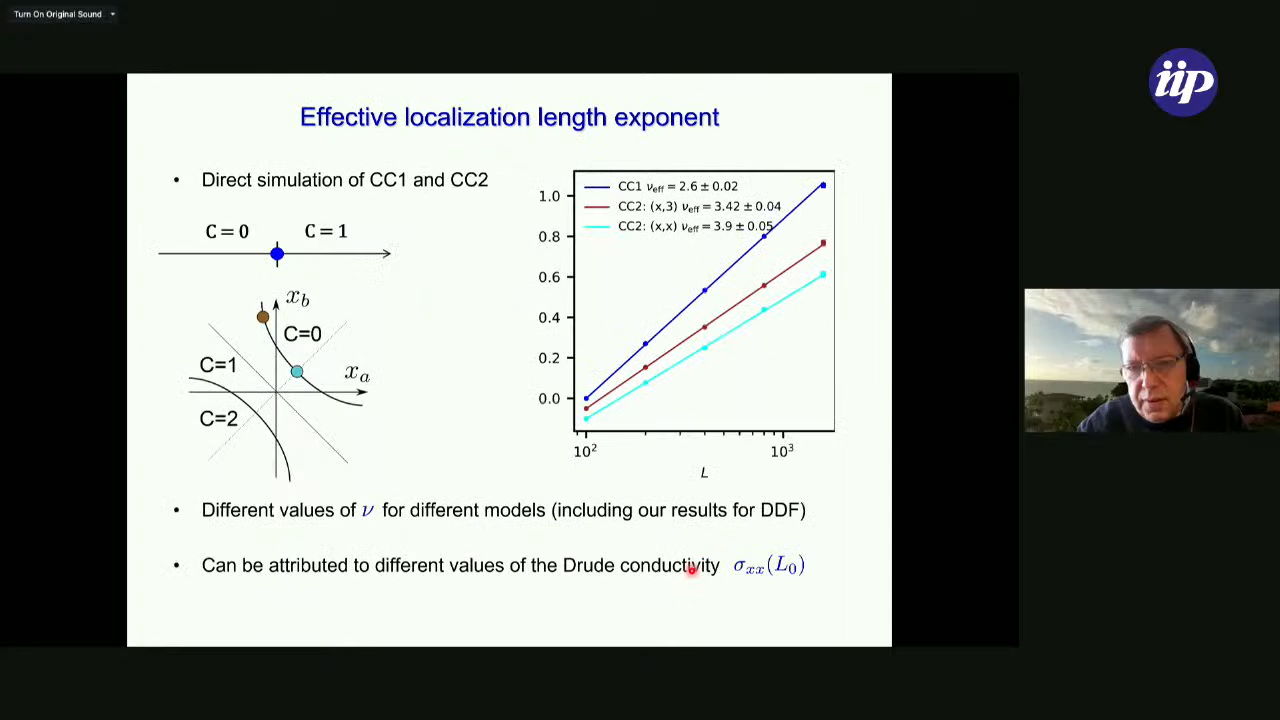 Turn On Original Sound
iip
Effective localization length exponent
• Direct simulation of CC1 and CC2
C = 0 C = 1
x_b
C=0
C=1
x_a
C=2
CC1 ν_eff = 2.6 ± 0.02
CC2: (x,3) ν_eff = 3.42 ± 0.04
CC2: (x,x) ν_eff = 3.9 ± 0.05
1.0
0.8
0.6
0.4
0.2
0.0
10² 10³
L
• Different values of ν for different models (including our results for DDF)
• Can be attributed to different values of the Drude conductivity σ_xx(L_0)